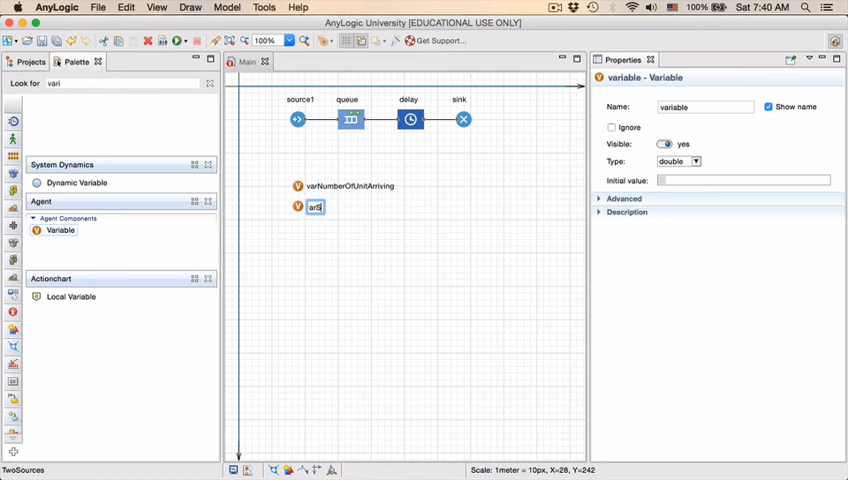 AnyLogic File Edit View Draw Model Tools Help 100% Sat 7:40 AM
AnyLogic University [EDUCATIONAL USE ONLY]
100% Get Support...
Projects Palette Main Properties
Look for vari
variable - Variable
source1 queue delay sink
Name: variable Show name
Ignore
Visible: yes
Type: double
Initial value:
Advanced
Description
System Dynamics
Dynamic Variable
Agent
Agent Components
Variable
Actionchart
Local Variable
varNumberOfUnitArriving
arS
TwoSources Scale: 1meter = 10px, X=28, Y=242